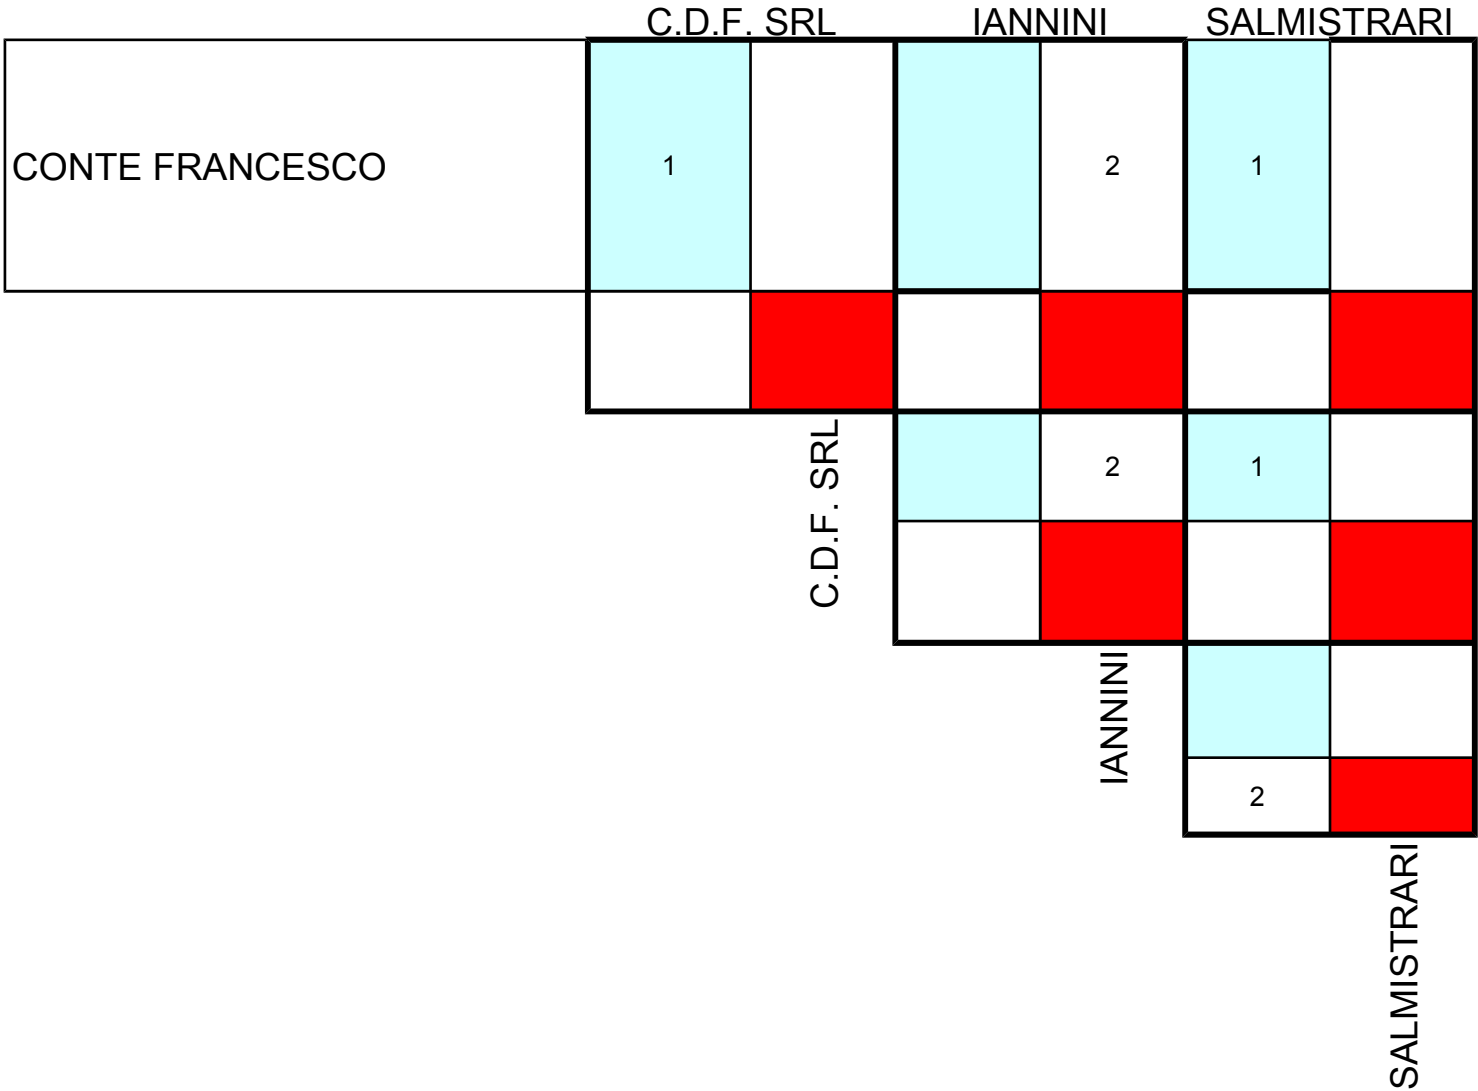 C.D.F. SRL IANNINI SALMISTRARI
CONTE FRANCESCO 1 2 1
2 1
C.D.F. SRL
IANNINI
2
SALMISTRARI